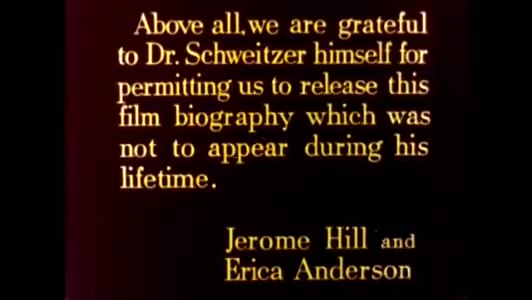 Above all, we are grateful
to Dr. Schweitzer himself for
permitting us to release this
film biography which was
not to appear during his
lifetime.
Jerome Hill and
Erica Anderson